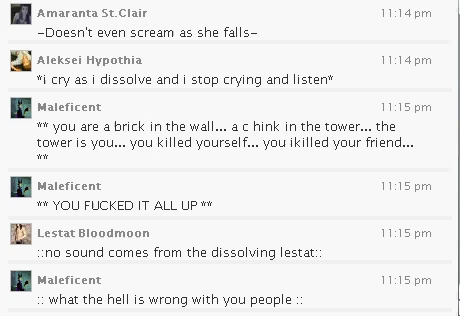 Amaranta St.Clair 11:14 pm
~Doesn't even scream as she falls~
Aleksei Hypothia 11:14 pm
*i cry as i dissolve and i stop crying and listen*
Maleficent 11:15 pm
** you are a brick in the wall... a c hink in the tower... the
tower is you... you killed yourself... you ikilled your friend...
**
Maleficent 11:15 pm
** YOU FUCKED IT ALL UP **
Lestat Bloodmoon 11:15 pm
::no sound comes from the dissolving lestat::
Maleficent 11:15 pm
:: what the hell is wrong with you people ::